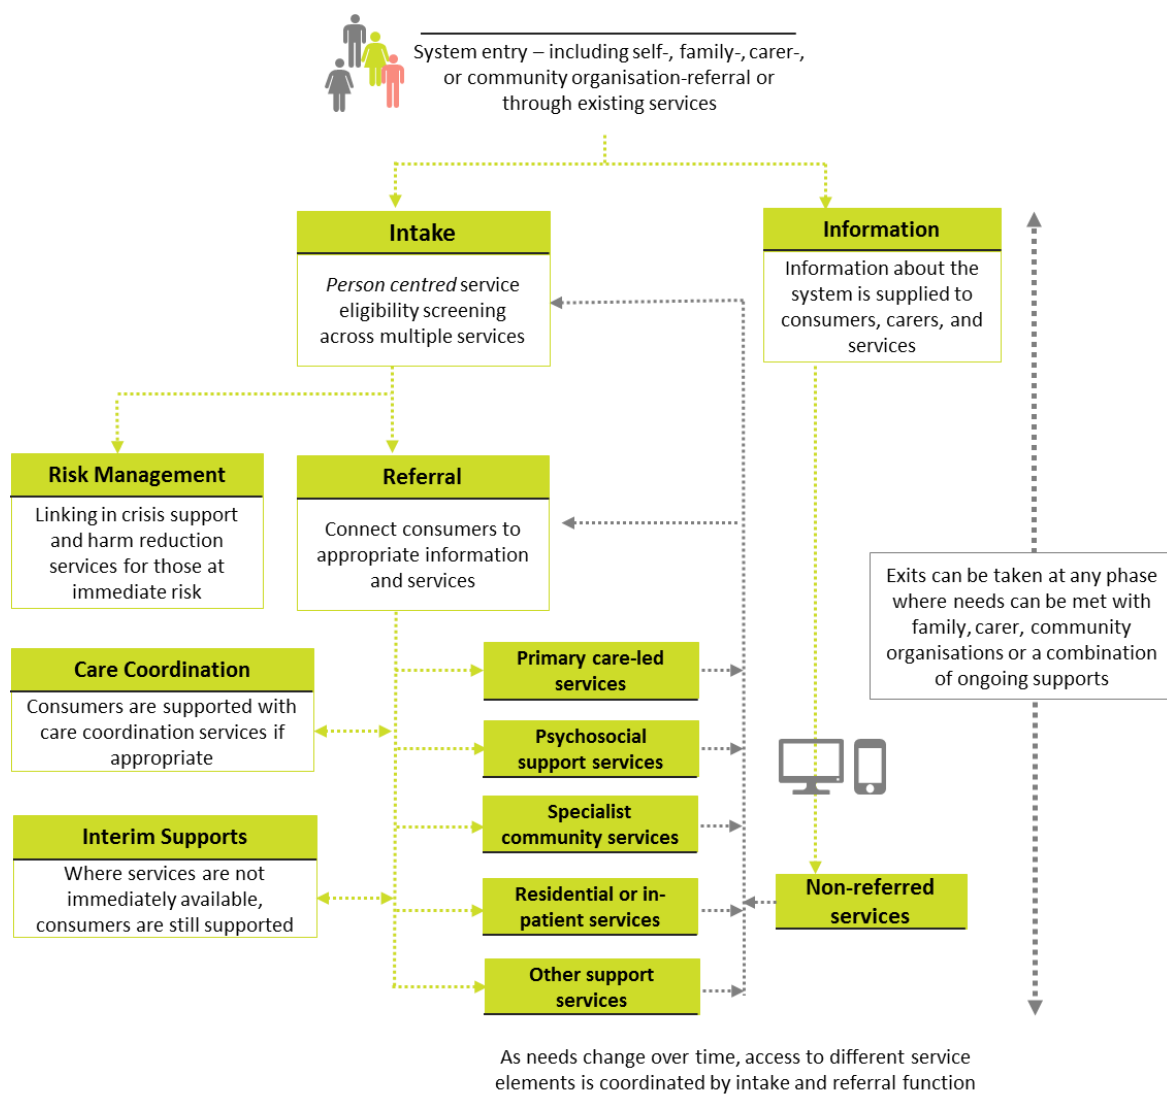 System entry – including self-, family-, carer-,
or community organisation-referral or
through existing services
Intake
Person centred service
eligibility screening
across multiple services
Information
Information about the
system is supplied to
consumers, carers, and
services
Risk Management
Linking in crisis support
and harm reduction
services for those at
immediate risk
Referral
Connect consumers to
appropriate information
and services
Exits can be taken at any phase
where needs can be met with
family, carer, community
organisations or a combination
of ongoing supports
Care Coordination
Consumers are supported with
care coordination services if
appropriate
Interim Supports
Where services are not
immediately available,
consumers are still supported
Primary care-led
services
Psychosocial
support services
Specialist
community services
Residential or in-
patient services
Other support
services
Non-referred
services
As needs change over time, access to different service
elements is coordinated by intake and referral function